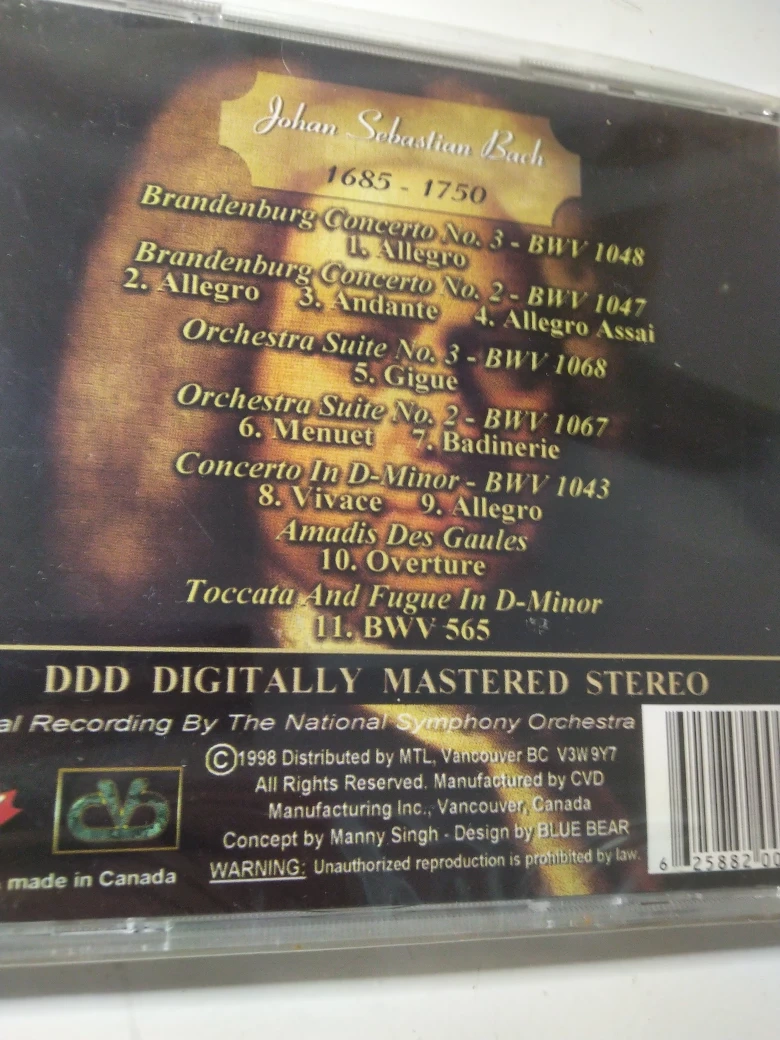 Johan Sebastian Bach
1685 - 1750
Brandenburg Concerto No. 3 - BWV 1048
1. Allegro
Brandenburg Concerto No. 2 - BWV 1047
2. Allegro 3. Andante 4. Allegro Assai
Orchestra Suite No. 3 - BWV 1068
5. Gigue
Orchestra Suite No. 2 - BWV 1067
6. Menuet 7. Badinerie
Concerto In D-Minor - BWV 1043
8. Vivace 9. Allegro
Amadis Des Gaules
10. Overture
Toccata And Fugue In D-Minor
11. BWV 565
DDD DIGITALLY MASTERED STEREO
al Recording By The National Symphony Orchestra
©1998 Distributed by MTL, Vancouver BC V3W9Y7
All Rights Reserved. Manufactured by CVD
Manufacturing Inc., Vancouver, Canada
Concept by Manny Singh - Design by BLUE BEAR
WARNING: Unauthorized reproduction is prohibited by law.
made in Canada
6 25882 00